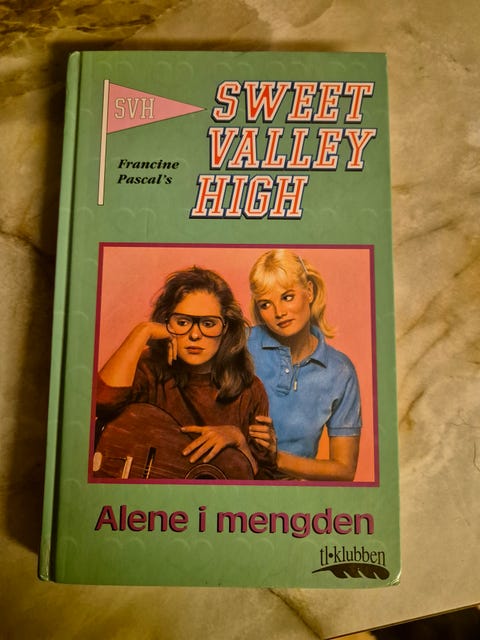 SVH
SWEET
VALLEY
HIGH
Francine
Pascal's
Alene i mengden
tl•klubben